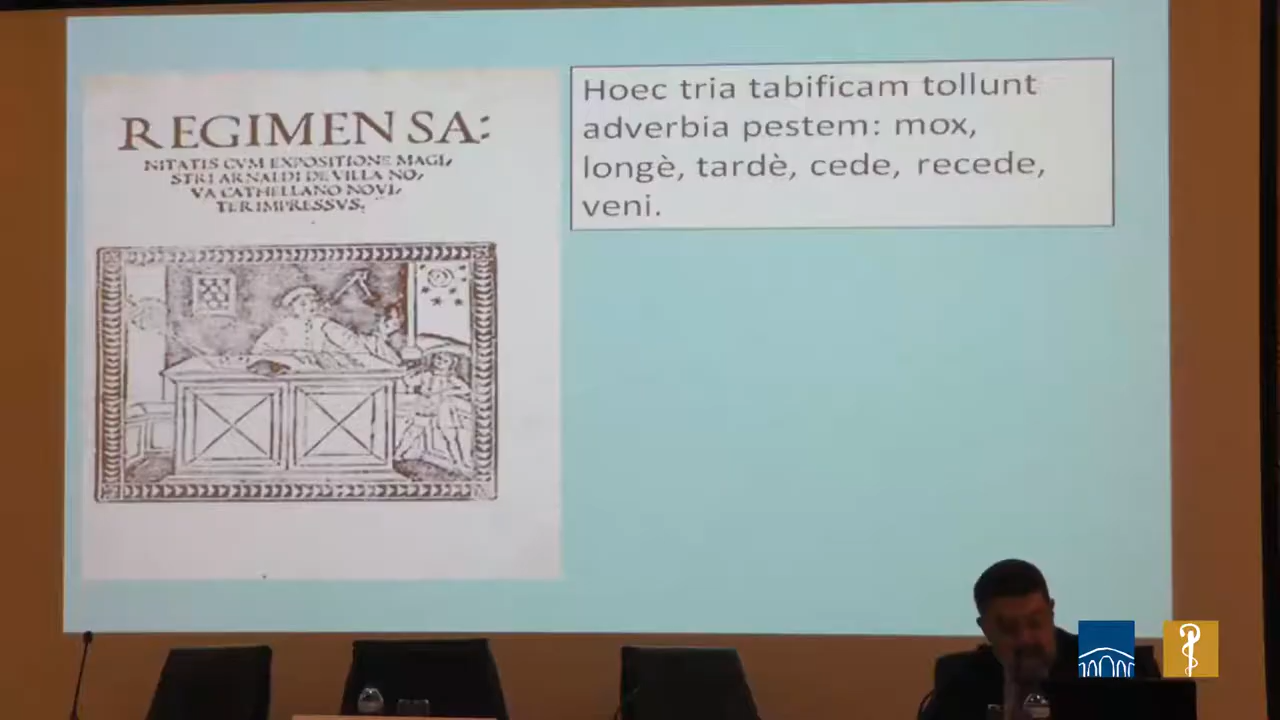 REGIMEN SA:
NITATIS CVM EXPOSITIONE MAGI,
STRI ARNALDI DE VILLA NO,
VA CATHELLANO NOVI,
TER IMPRESSVS.
Hoec tria tabificam tollunt
adverbia pestem: mox,
longè, tardè, cede, recede,
veni.